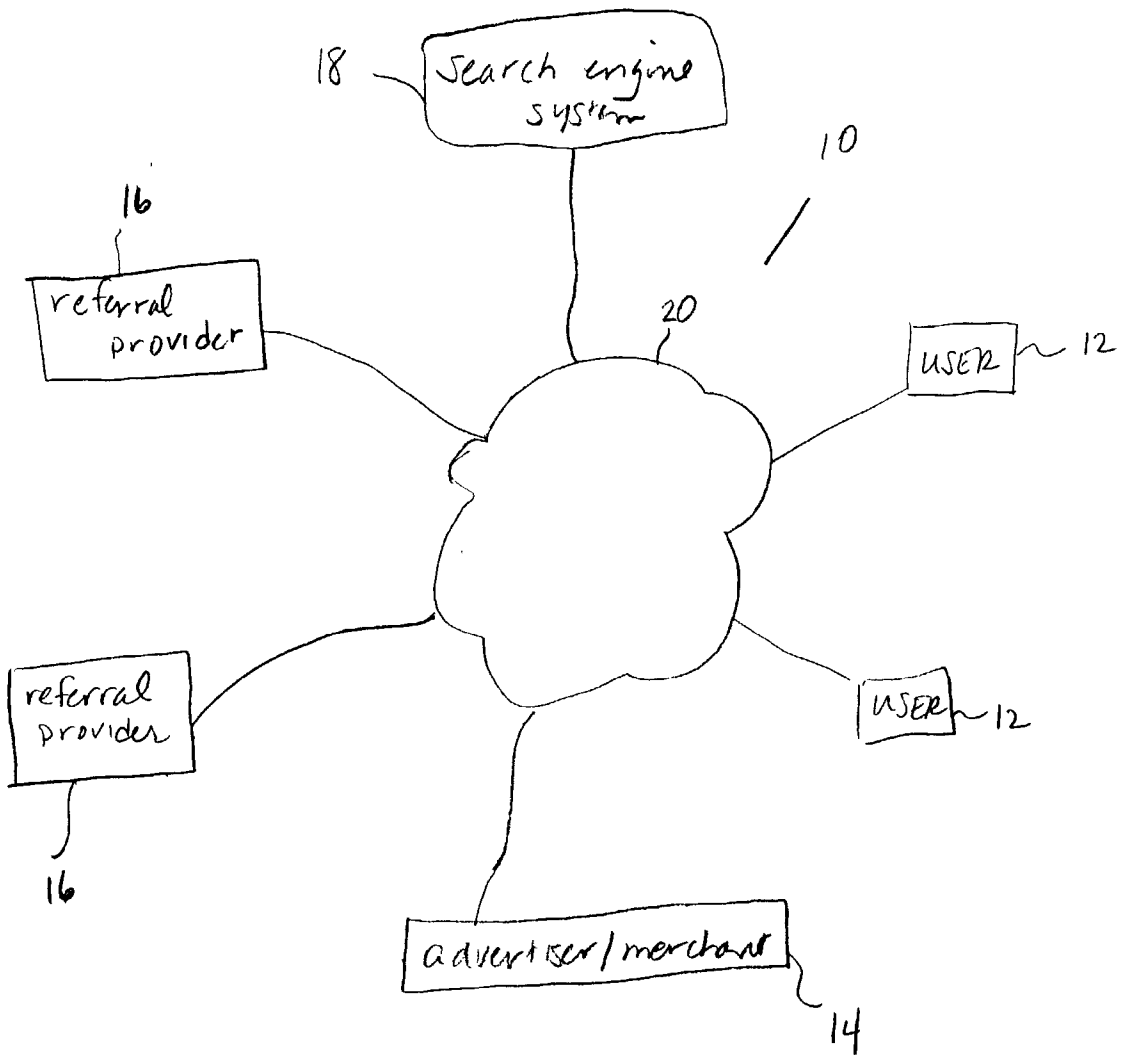 18
Search engine
system
10
16
referral
provider
20
USER
12
referral
provider
USER
12
16
advertiser/merchant
14